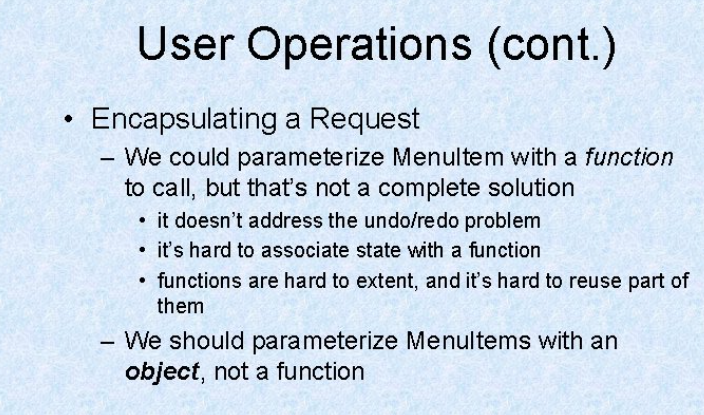 User Operations (cont.)
• Encapsulating a Request
– We could parameterize MenuItem with a function
to call, but that's not a complete solution
• it doesn't address the undo/redo problem
• it's hard to associate state with a function
• functions are hard to extent, and it's hard to reuse part of
them
– We should parameterize MenuItems with an
object, not a function